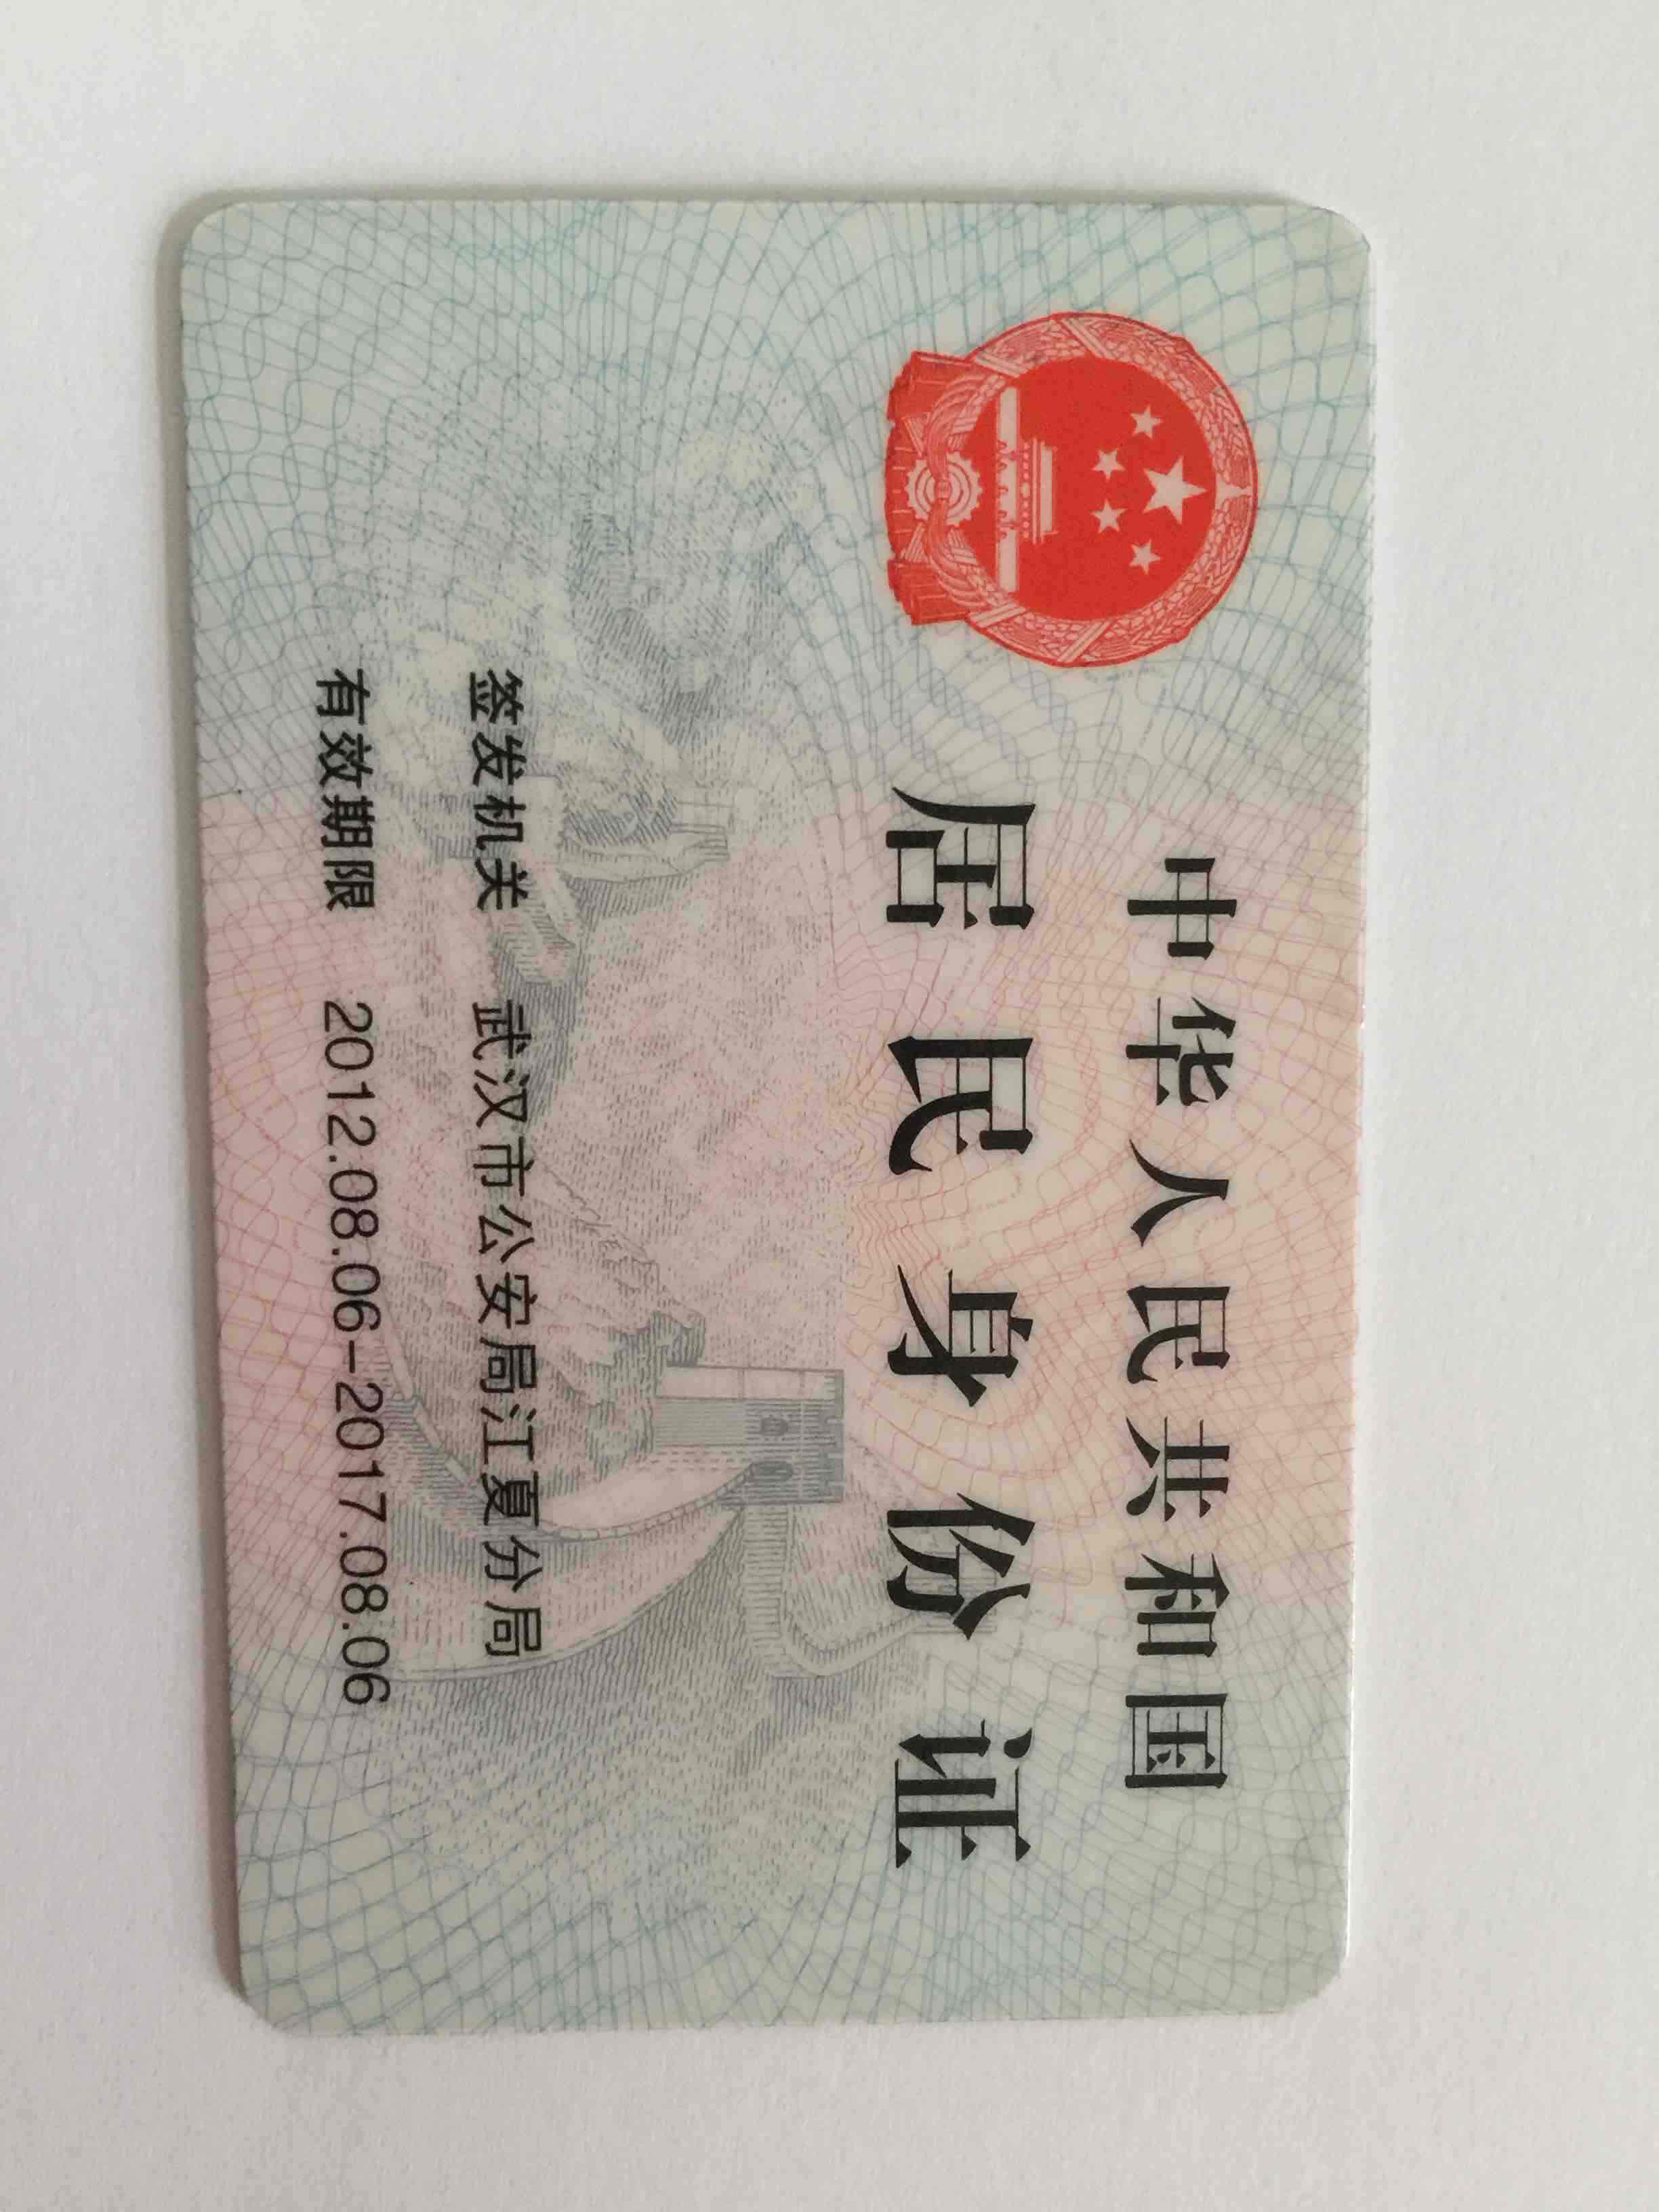 中华人民共和国
居民身份证
签发机关 武汉市公安局江夏分局
有效期限 2012.08.06-2017.08.06